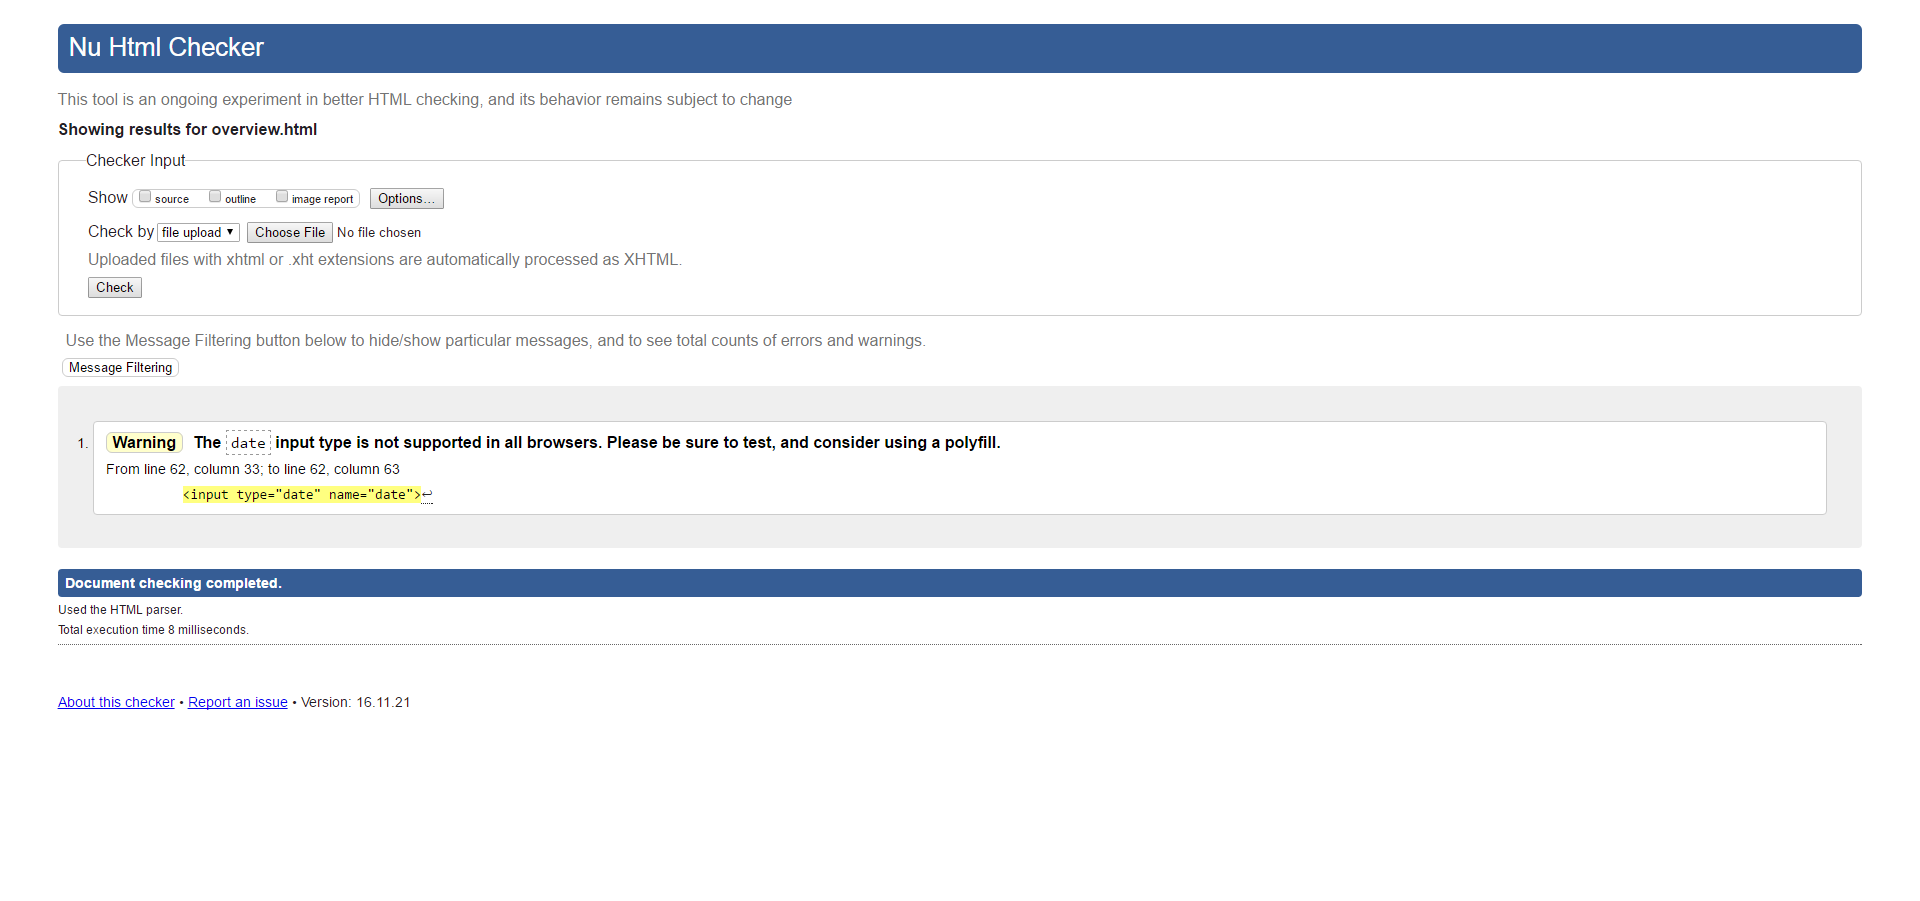 Nu Html Checker
This tool is an ongoing experiment in better HTML checking, and its behavior remains subject to change
Showing results for overview.html
Checker Input
Show source outline image report Options...
Check by file upload ▼ Choose File No file chosen
Uploaded files with xhtml or .xht extensions are automatically processed as XHTML.
Check
Use the Message Filtering button below to hide/show particular messages, and to see total counts of errors and warnings.
Message Filtering
1. Warning The date input type is not supported in all browsers. Please be sure to test, and consider using a polyfill.
From line 62, column 33; to line 62, column 63
<input type="date" name="date">↩
Document checking completed.
Used the HTML parser.
Total execution time 8 milliseconds.
About this checker • Report an issue • Version: 16.11.21